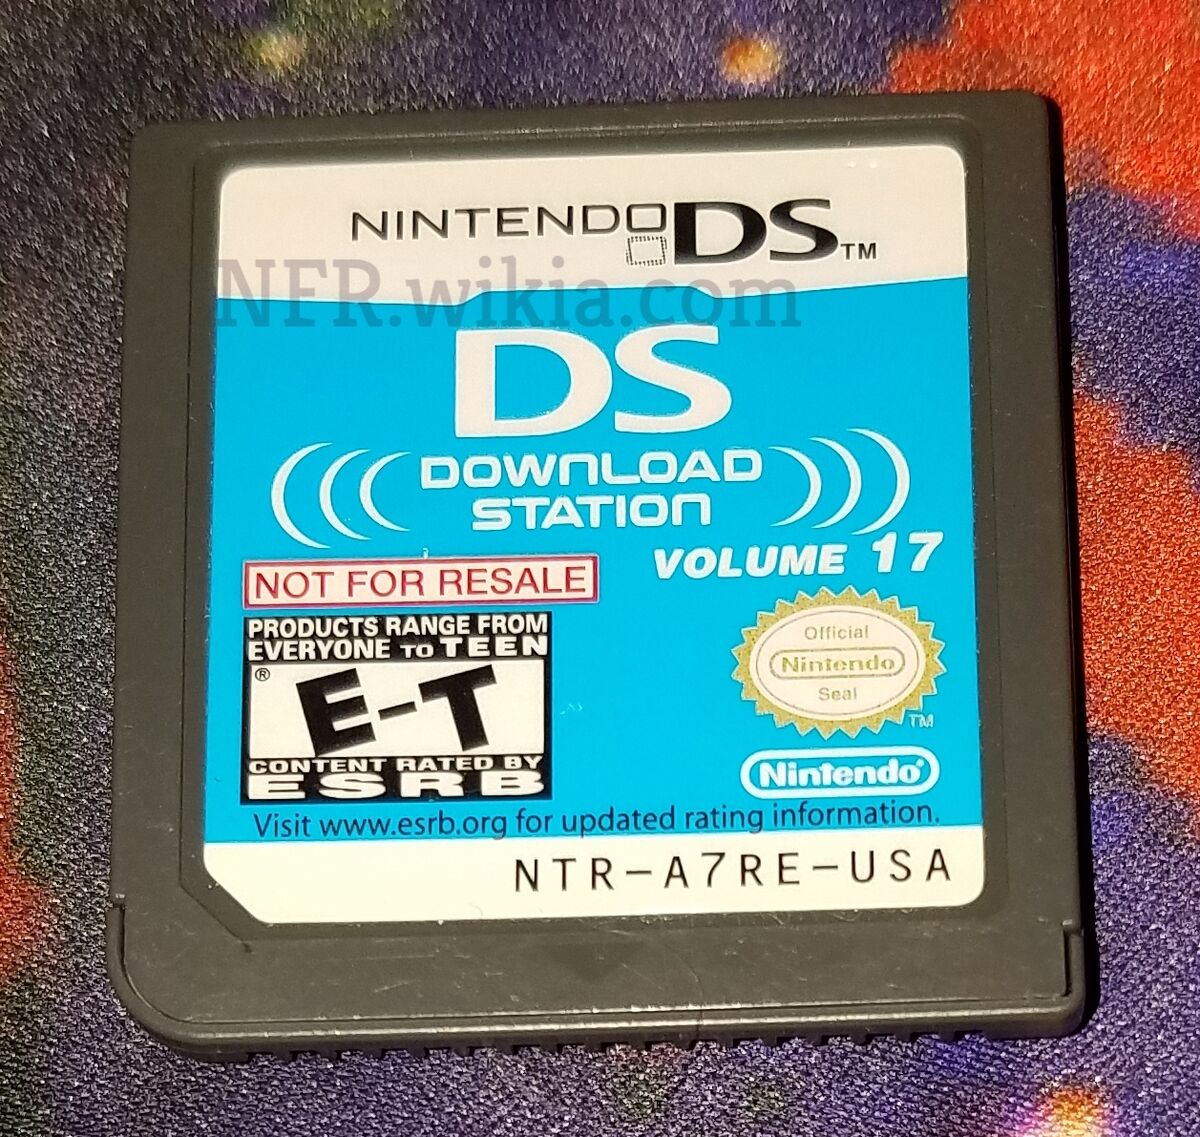 NINTENDO DS™
NFR.wikia.com
DS
DOWNLOAD
STATION
VOLUME 17
NOT FOR RESALE
PRODUCTS RANGE FROM
EVERYONE TO TEEN
®
E-T
CONTENT RATED BY
ESRB
Official
Nintendo
Seal
TM
Nintendo®
Visit www.esrb.org for updated rating information.
NTR-A7RE-USA